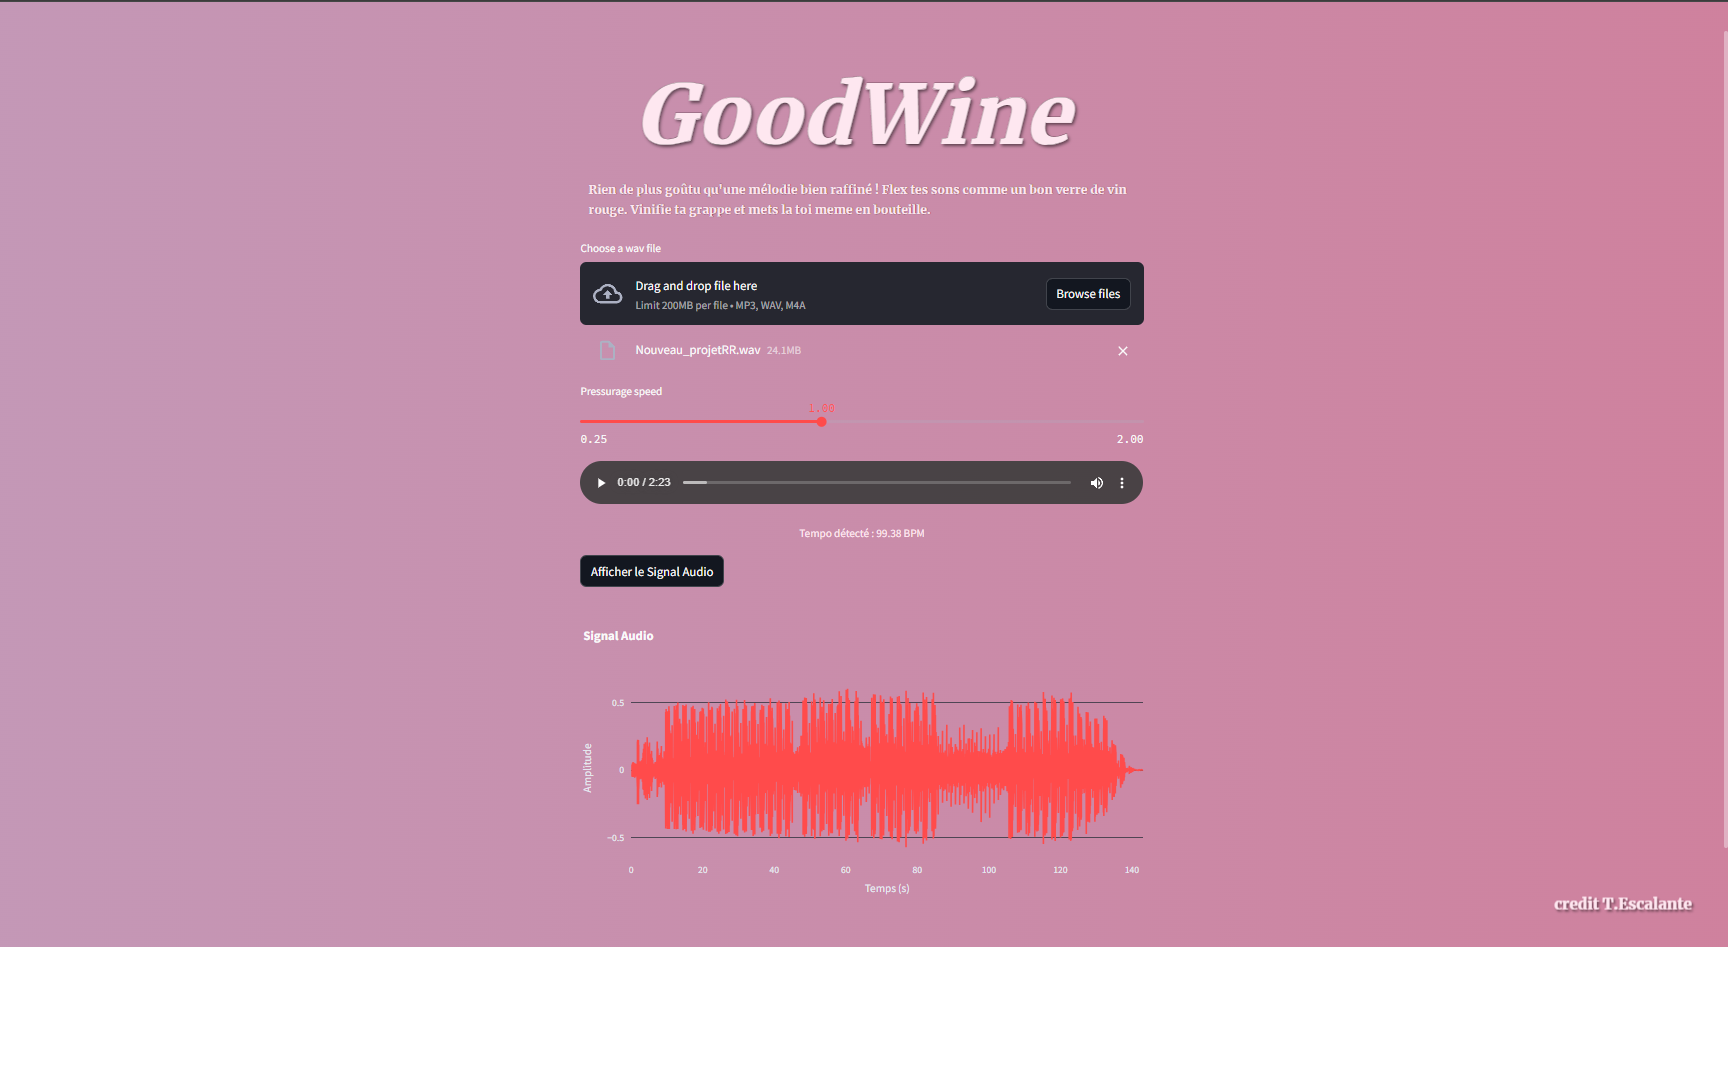 GoodWine
Rien de plus goûtu qu'une mélodie bien raffiné ! Flex tes sons comme un bon verre de vin
rouge. Vinifie ta grappe et mets la toi meme en bouteille.
Choose a wav file
Drag and drop file here
Limit 200MB per file • MP3, WAV, M4A
Browse files
Nouveau_projetRR.wav 24.1MB
Pressurage speed
1.00
0.25 2.00
0:00 / 2:23
Tempo détecté : 99.38 BPM
Afficher le Signal Audio
Signal Audio
0.5
Amplitude
0
−0.5
0 20 40 60 80 100 120 140
Temps (s)
credit T.Escalante